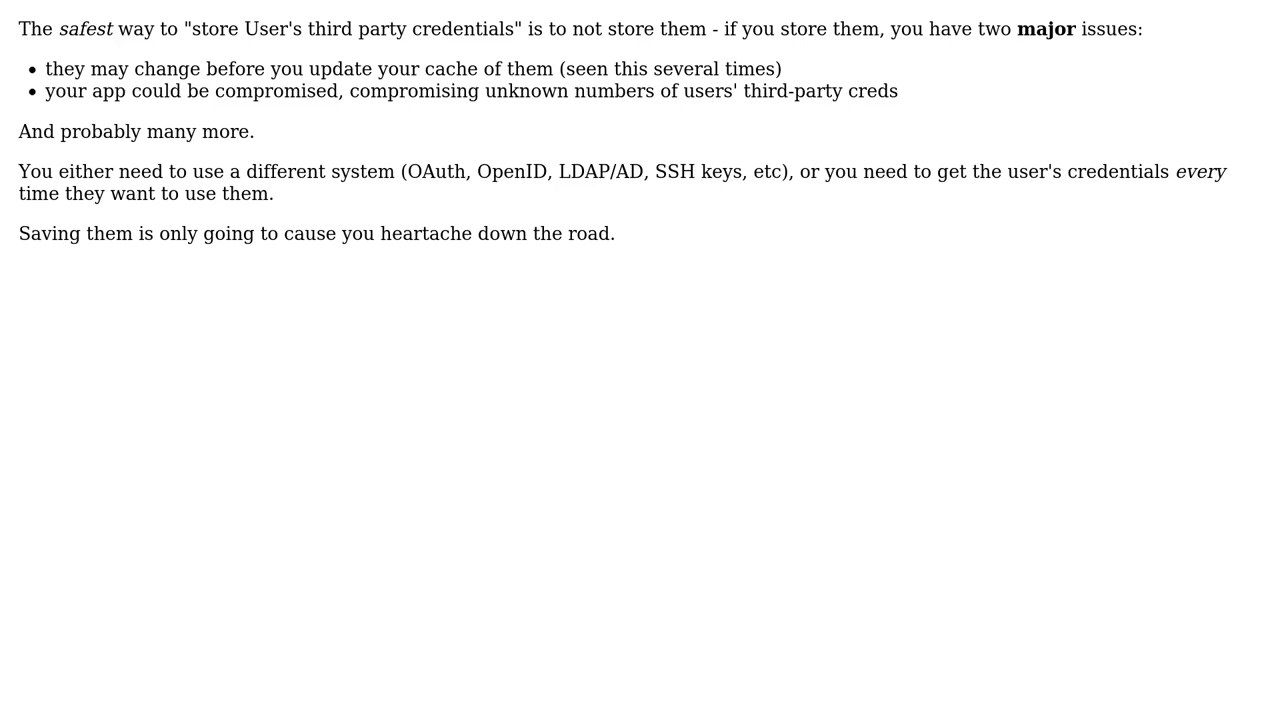 The safest way to "store User's third party credentials" is to not store them - if you store them, you have two major issues:
• they may change before you update your cache of them (seen this several times)
• your app could be compromised, compromising unknown numbers of users' third-party creds
And probably many more.
You either need to use a different system (OAuth, OpenID, LDAP/AD, SSH keys, etc), or you need to get the user's credentials every
time they want to use them.
Saving them is only going to cause you heartache down the road.